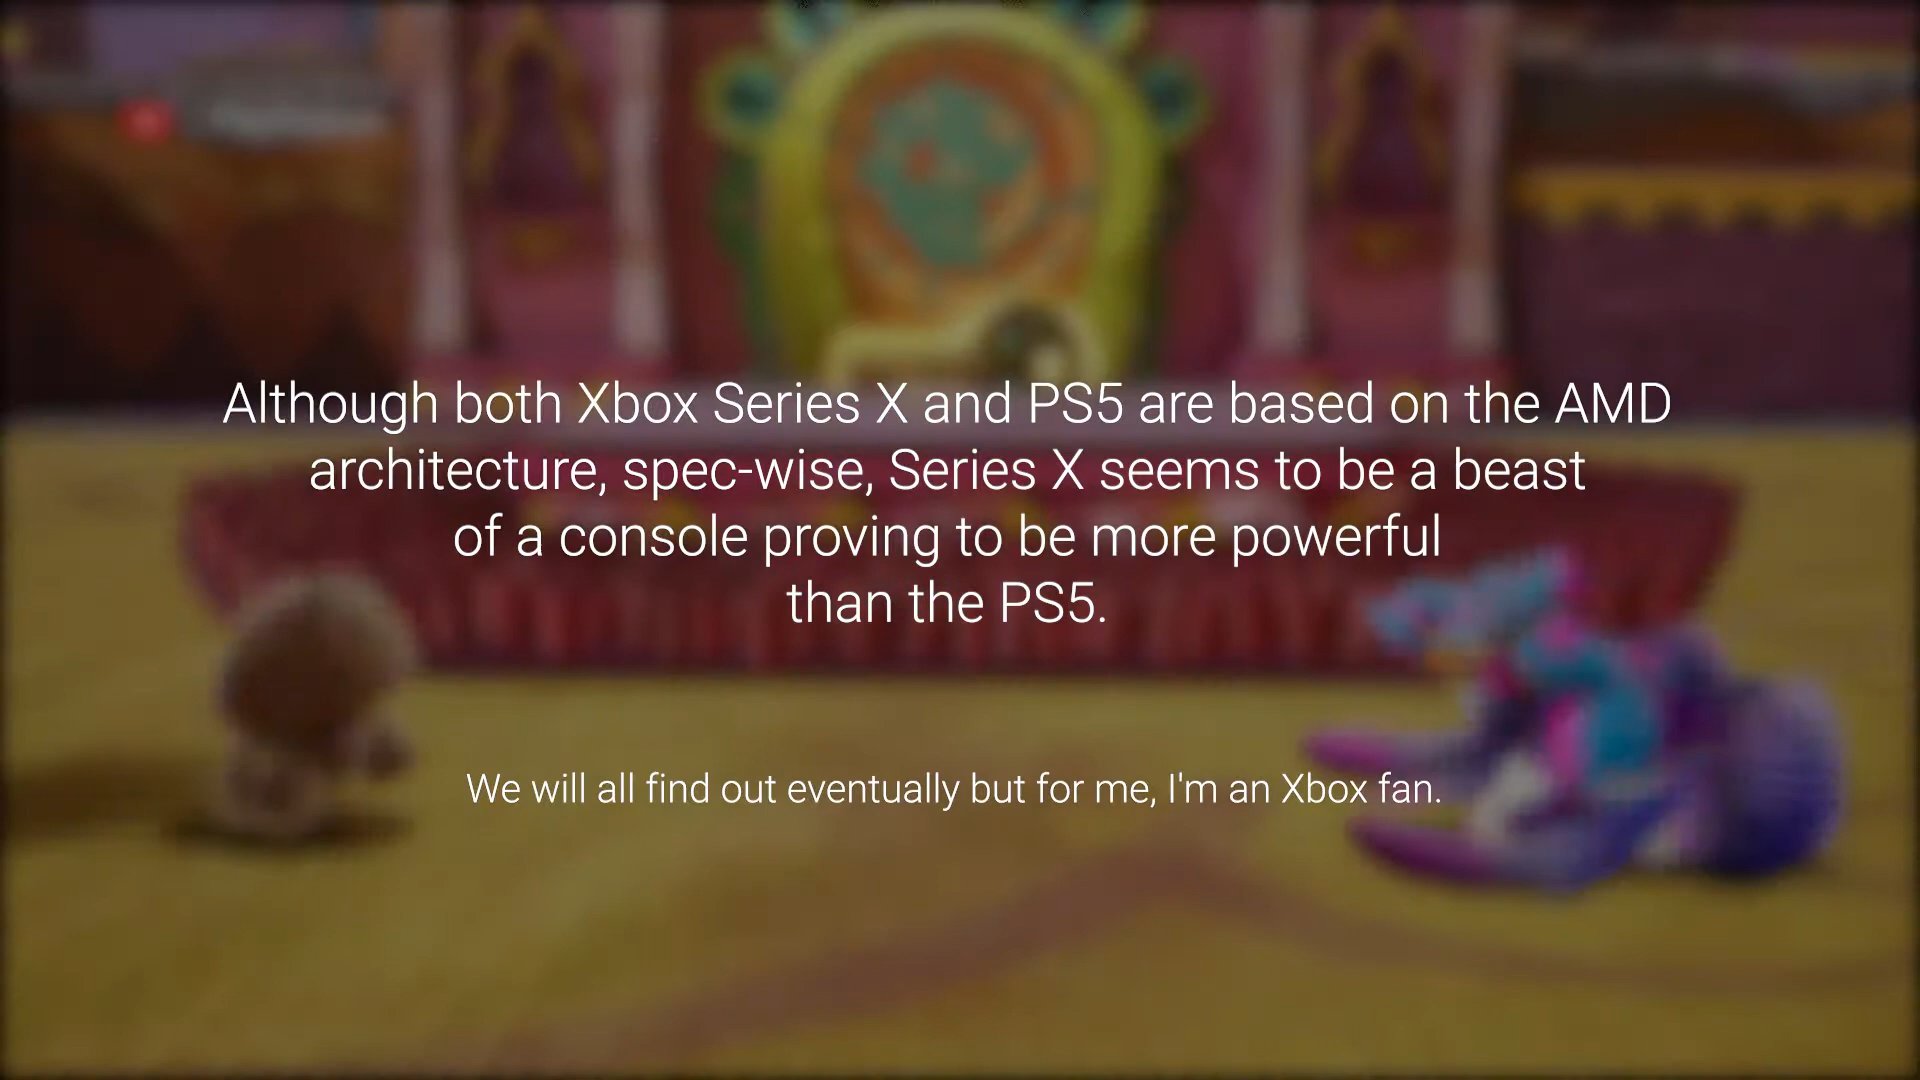 Although both Xbox Series X and PS5 are based on the AMD
architecture, spec-wise, Series X seems to be a beast
of a console proving to be more powerful
than the PS5.
We will all find out eventually but for me, I'm an Xbox fan.